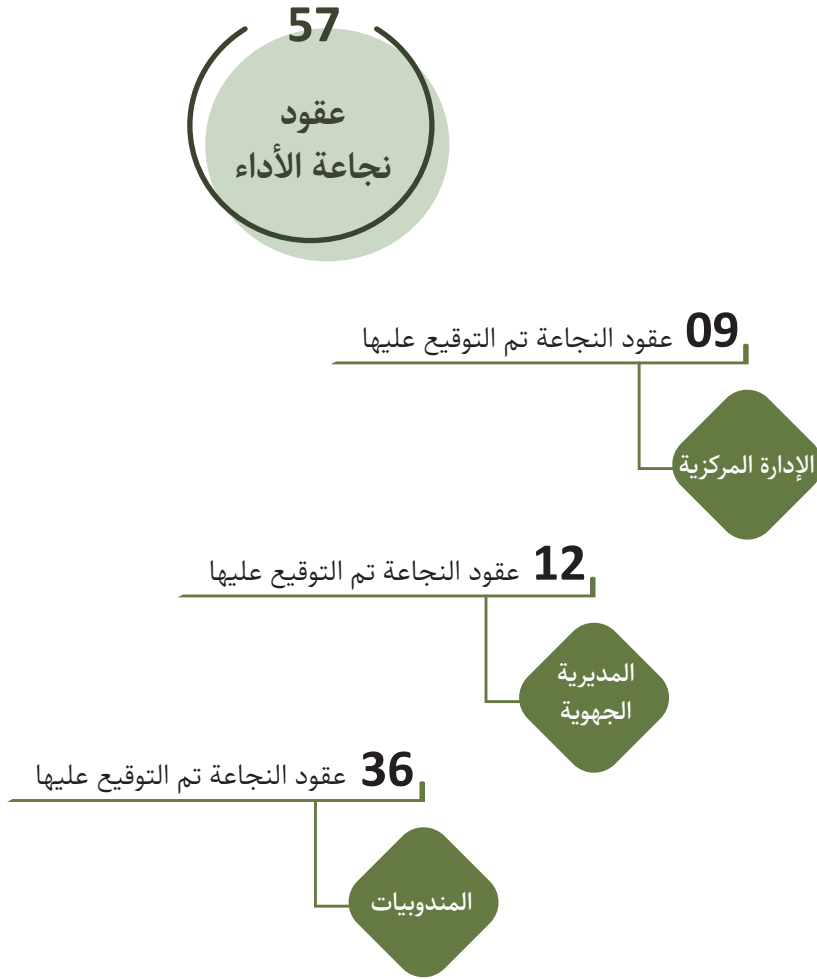 57
عقود
نجاعة الأداء
09 عقود النجاعة تم التوقيع عليها
الإدارة المركزية
12 عقود النجاعة تم التوقيع عليها
المديرية
الجهوية
36 عقود النجاعة تم التوقيع عليها
المندوبيات